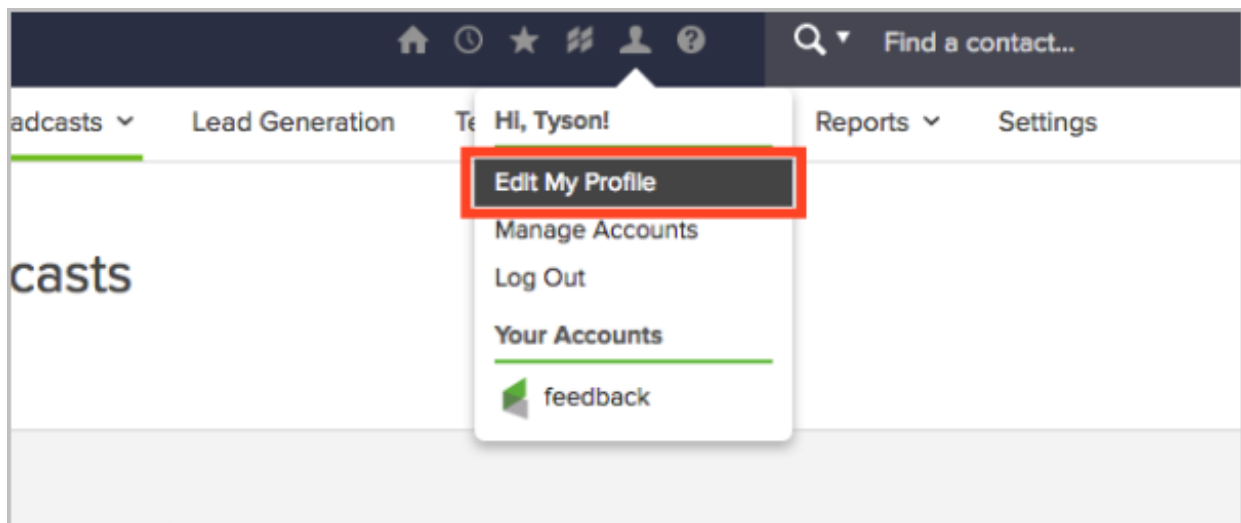 Find a contact...
adcasts Lead Generation Te Reports Settings
Hi, Tyson!
Edit My Profile
Manage Accounts
casts
Log Out
Your Accounts
feedback